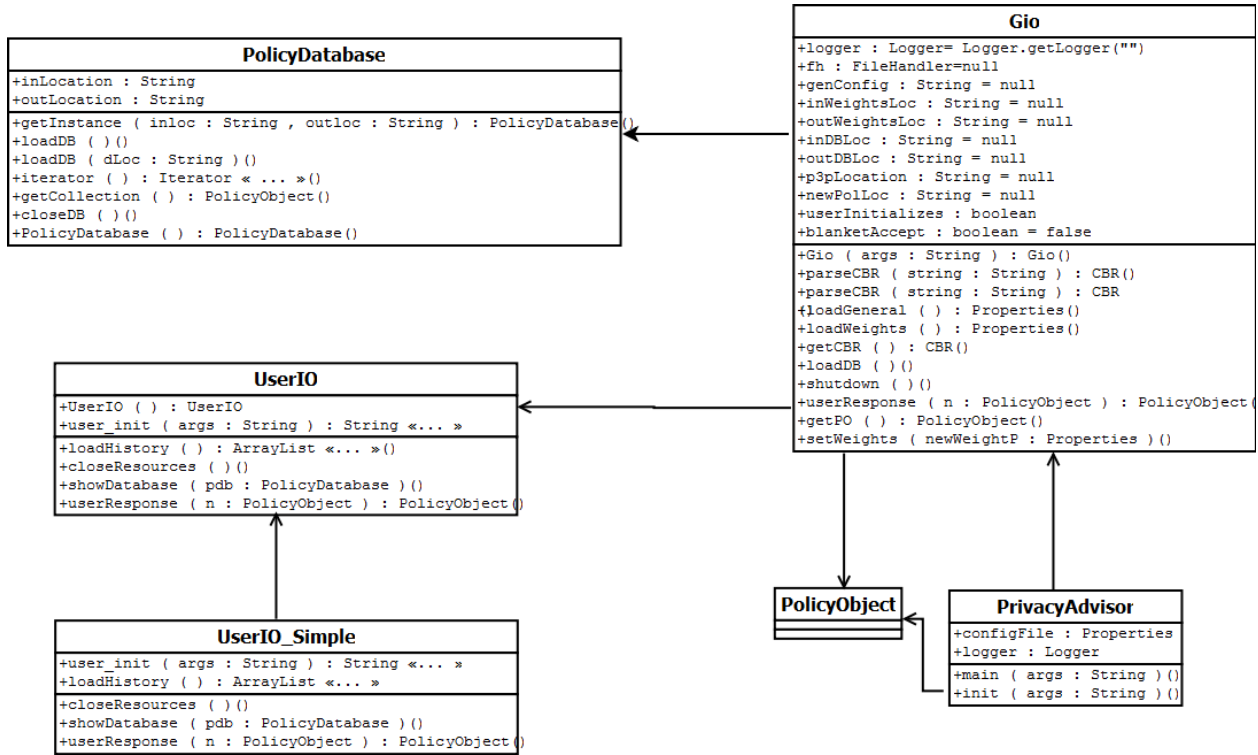 PolicyDatabase
+inLocation : String
+outLocation : String
+getInstance ( inloc : String , outloc : String ) : PolicyDatabase()
+loadDB ( )()
+loadDB ( dLoc : String )()
+iterator ( ) : Iterator « ... »()
+getCollection ( ) : PolicyObject()
+closeDB ( )()
+PolicyDatabase ( ) : PolicyDatabase()
Gio
+logger : Logger= Logger.getLogger("")
+fh : FileHandler=null
+genConfig : String = null
+inWeightsLoc : String = null
+outWeightsLoc : String = null
+inDBLoc : String = null
+outDBLoc : String = null
+p3pLocation : String = null
+newPolLoc : String = null
+userInitializes : boolean
+blanketAccept : boolean = false
+Gio ( args : String ) : Gio()
+parseCBR ( string : String ) : CBR()
+parseCBR ( string : String ) : CBR
+loadGeneral ( ) : Properties()
+loadWeights ( ) : Properties()
+getCBR ( ) : CBR()
+loadDB ( )()
+shutdown ( )()
+userResponse ( n : PolicyObject ) : PolicyObject(
+getPO ( ) : PolicyObject()
+setWeights ( newWeightP : Properties )()
UserIO
+UserIO ( ) : UserIO
+user_init ( args : String ) : String «... »
+loadHistory ( ) : ArrayList «... »()
+closeResources ( )()
+showDatabase ( pdb : PolicyDatabase )()
+userResponse ( n : PolicyObject ) : PolicyObject()
UserIO_Simple
+user_init ( args : String ) : String «... »
+loadHistory ( ) : ArrayList «... »
+closeResources ( )()
+showDatabase ( pdb : PolicyDatabase )()
+userResponse ( n : PolicyObject ) : PolicyObject()
PolicyObject
PrivacyAdvisor
+configFile : Properties
+logger : Logger
+main ( args : String )()
+init ( args : String )()